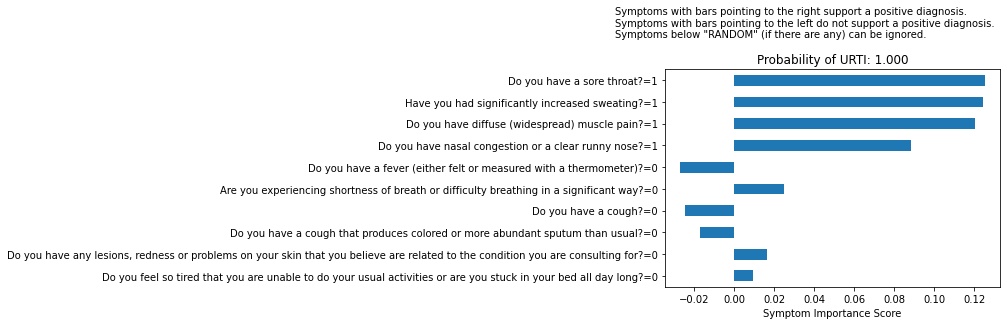 Symptoms with bars pointing to the right support a positive diagnosis.
Symptoms with bars pointing to the left do not support a positive diagnosis.
Symptoms below "RANDOM" (if there are any) can be ignored.
Probability of URTI: 1.000
Do you have a sore throat?=1
Have you had significantly increased sweating?=1
Do you have diffuse (widespread) muscle pain?=1
Do you have nasal congestion or a clear runny nose?=1
Do you have a fever (either felt or measured with a thermometer)?=0
Are you experiencing shortness of breath or difficulty breathing in a significant way?=0
Do you have a cough?=0
Do you have a cough that produces colored or more abundant sputum than usual?=0
Do you have any lesions, redness or problems on your skin that you believe are related to the condition you are consulting for?=0
Do you feel so tired that you are unable to do your usual activities or are you stuck in your bed all day long?=0
−0.02 0.00 0.02 0.04 0.06 0.08 0.10 0.12
Symptom Importance Score